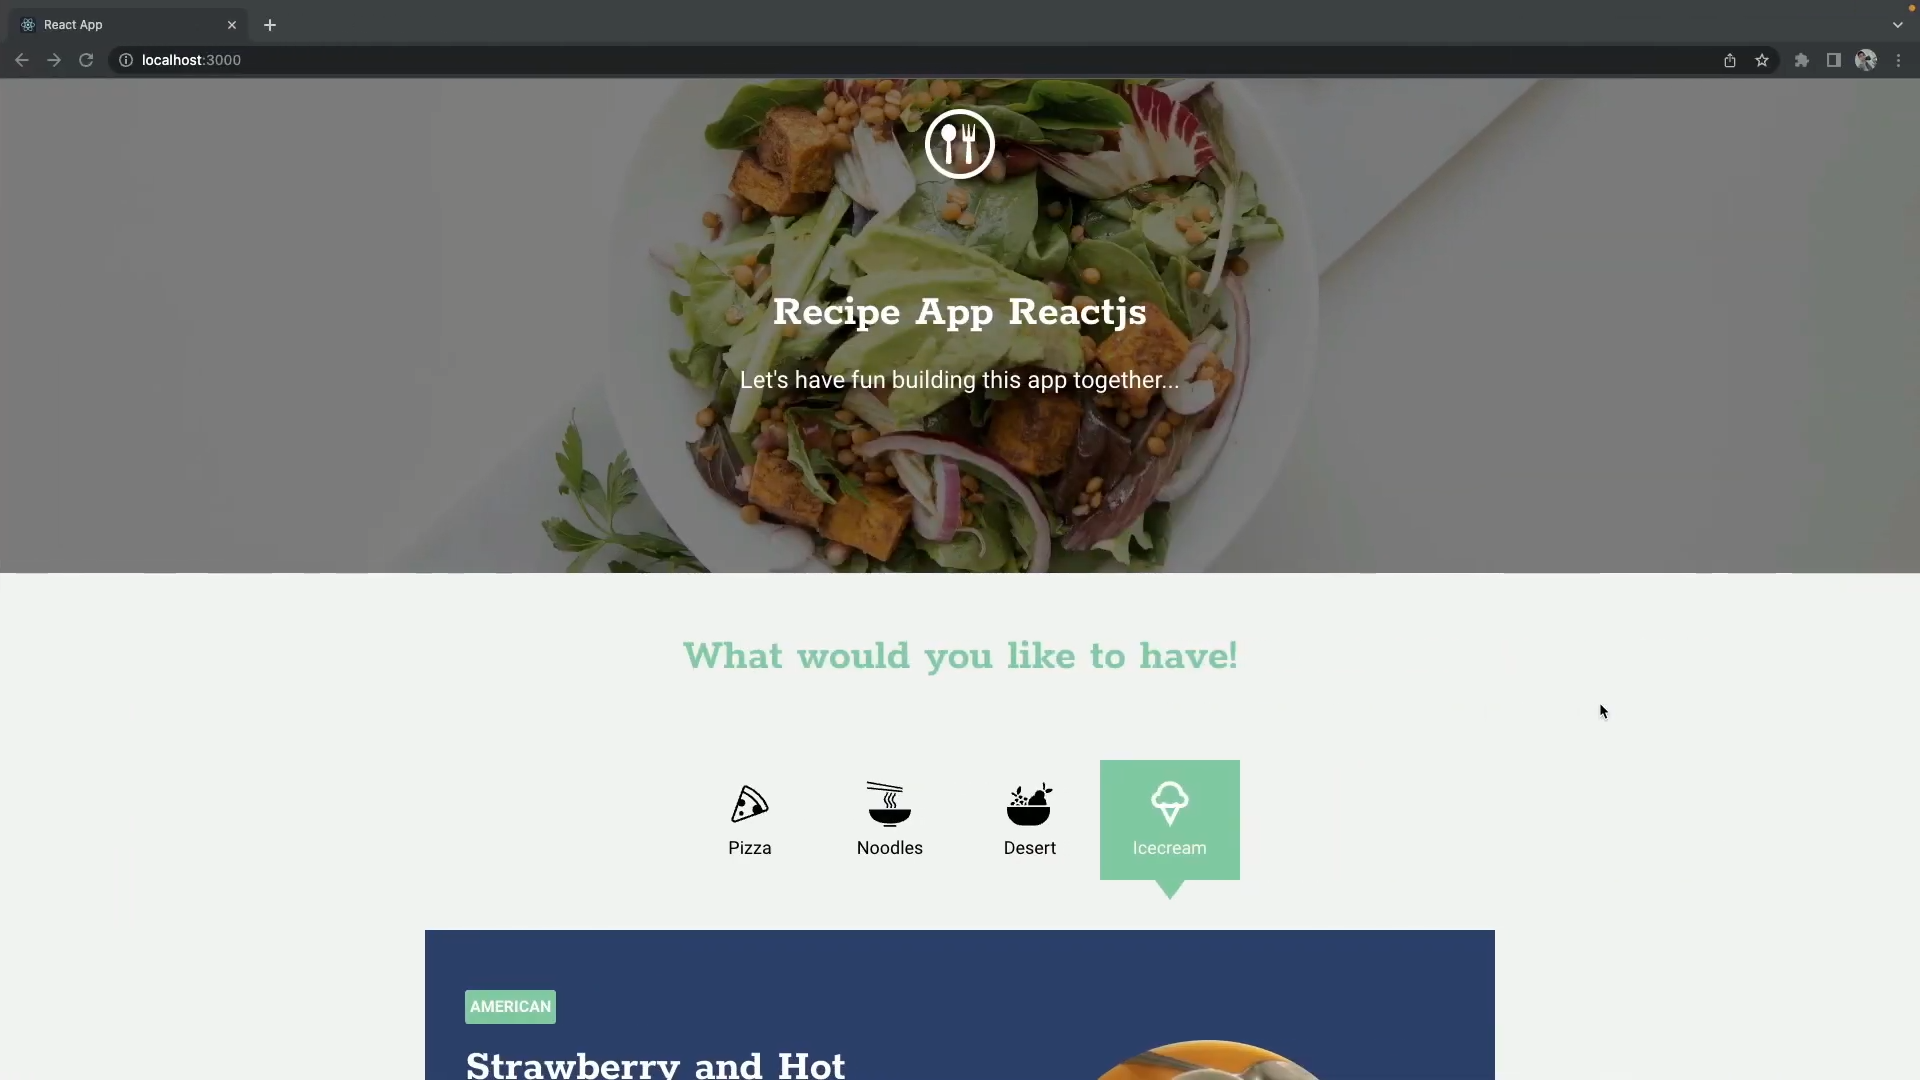 React App
localhost:3000
Recipe App Reactjs
Let's have fun building this app together...
What would you like to have!
Pizza
Noodles
Desert
Icecream
AMERICAN
Strawberry and Hot